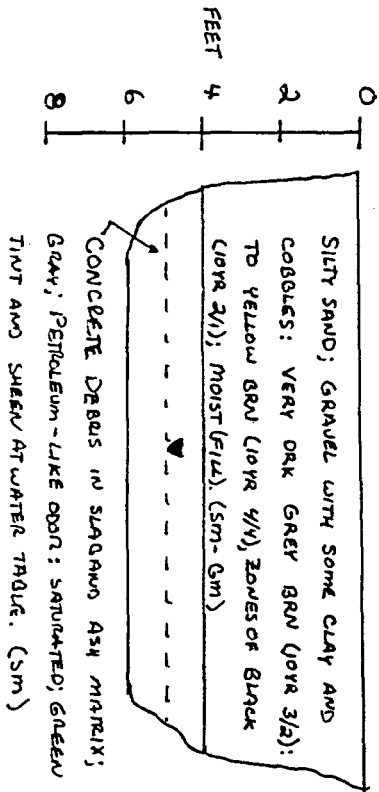 FEET
0
2
4
6
8
SILTY SAND; GRAVEL WITH SOME CLAY AND
COBBLES: VERY DRK GREY BRN (10YR 3/2):
TO YELLOW BRN (10YR 4/4), ZONES OF BLACK
(10YR 2/1); MOIST (FILL). (SM-GM)
CONCRETE DEBRIS IN SLAG AND ASH MATRIX;
GRAY; PETROLEUM-LIKE ODOR: SATURATED; GREEN
TINT AND SHEEN AT WATER TABLE. (SM)